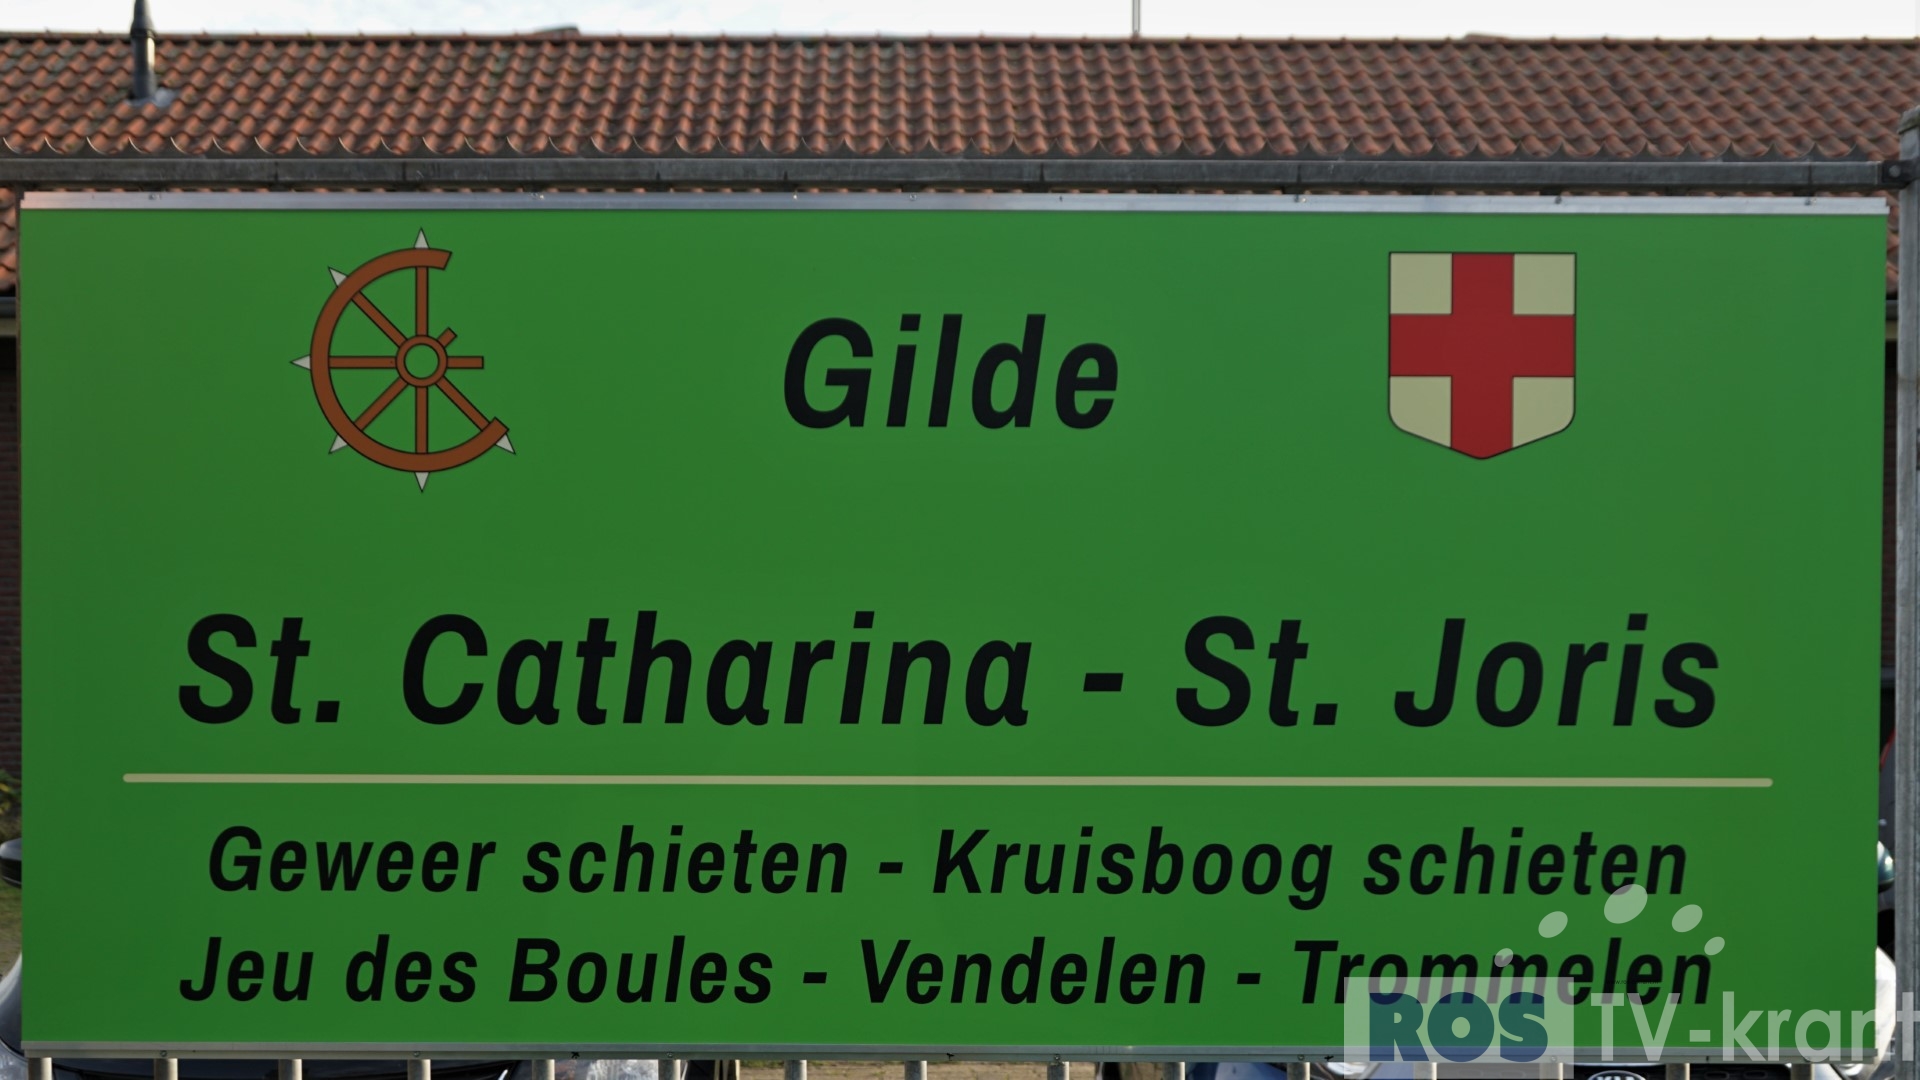 Gilde
St. Catharina - St. Joris
Geweer schieten - Kruisboog schieten
Jeu des Boules - Vendelen - Trommelen
ROS TV-krant